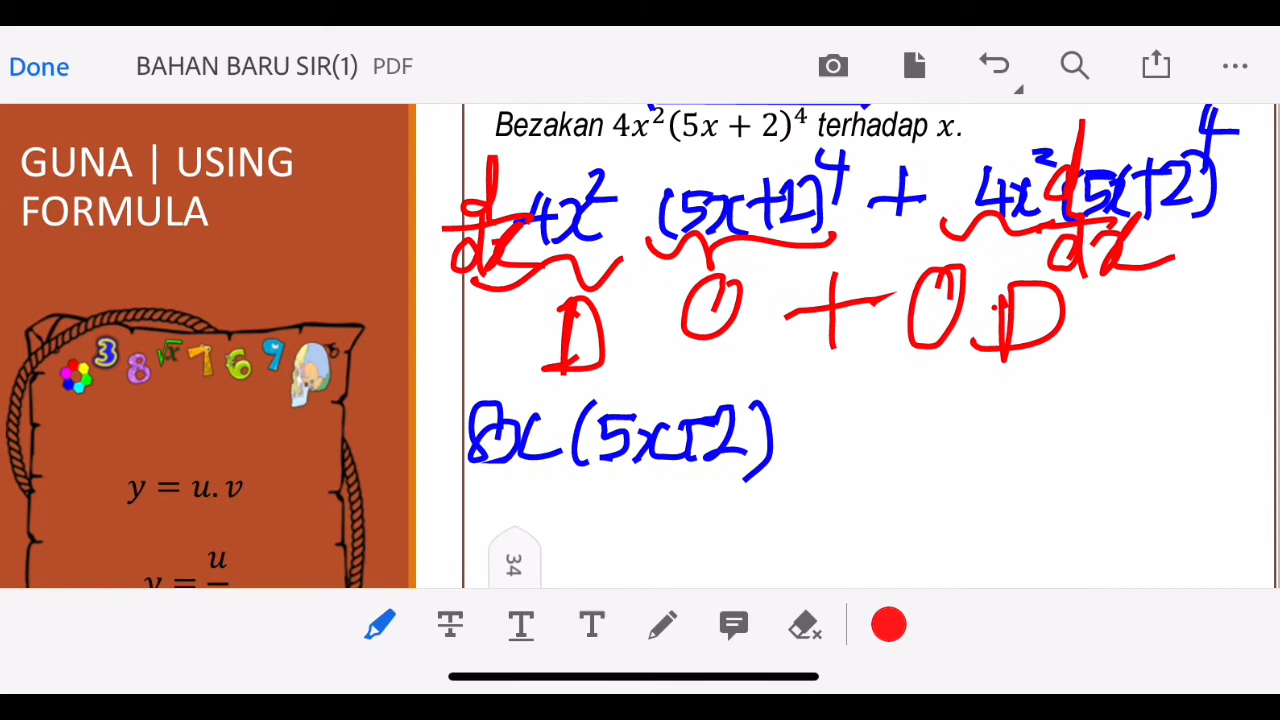 Done BAHAN BARU SIR(1) PDF
GUNA | USING
FORMULA
y = u.v
y = u
Bezakan 4x²(5x + 2)⁴ terhadap x.
d/dx 4x² (5x+2)⁴ + 4x² d/dx (5x+2)⁴
D O + O D
8x (5x+2)
34